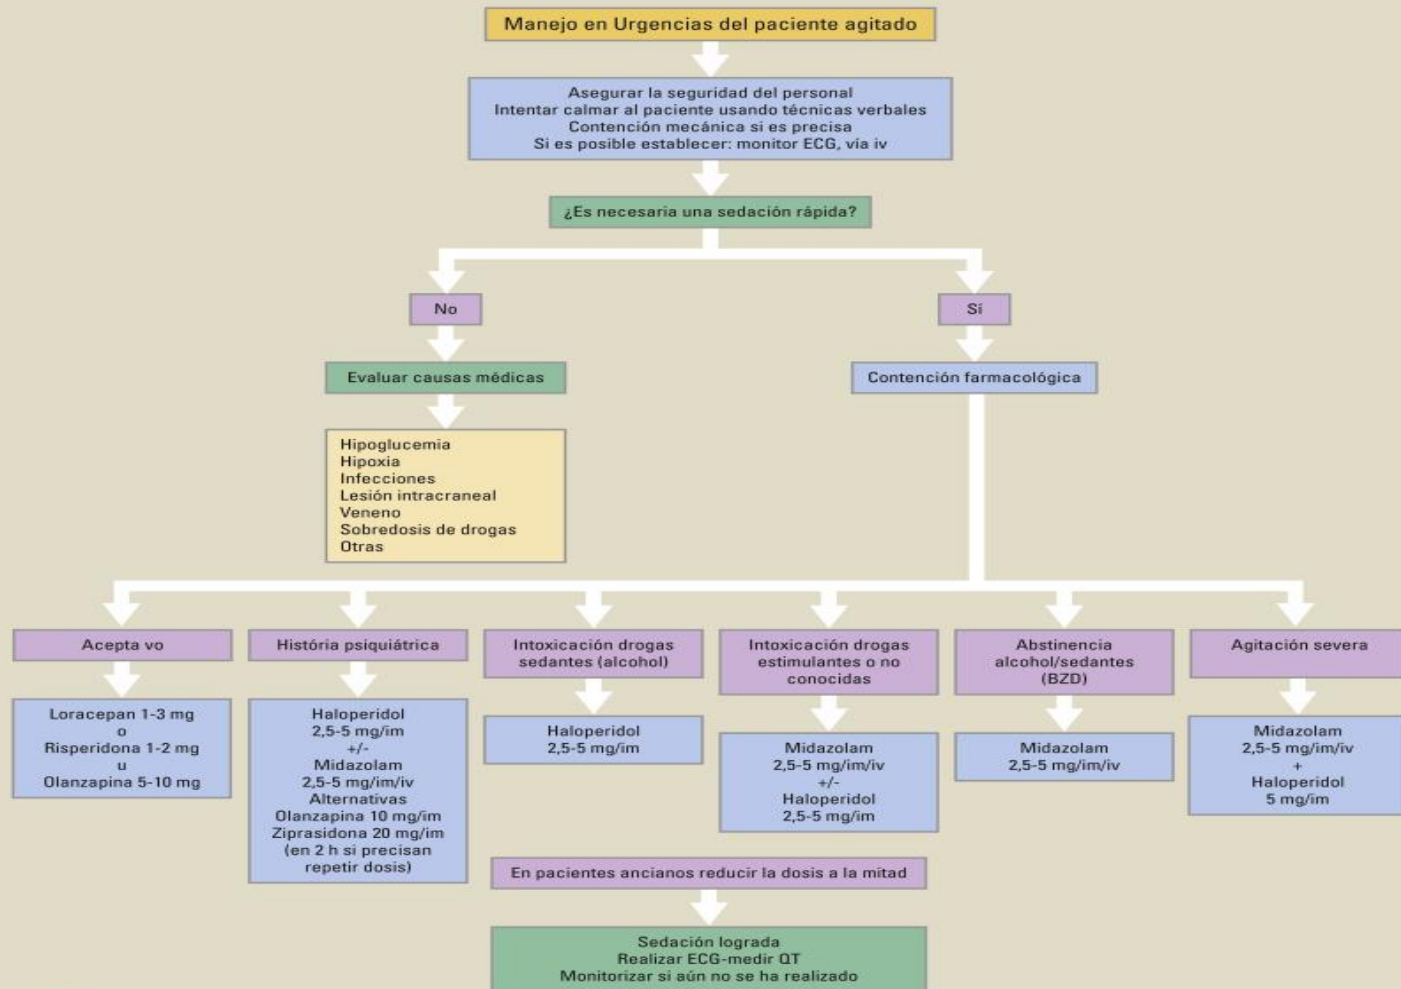 Manejo en Urgencias del paciente agitado
Asegurar la seguridad del personal
Intentar calmar al paciente usando técnicas verbales
Contención mecánica si es precisa
Si es posible establecer: monitor ECG, vía iv
¿Es necesaria una sedación rápida?
No
Sí
Evaluar causas médicas
Contención farmacológica
Hipoglucemia
Hipoxia
Infecciones
Lesión intracraneal
Veneno
Sobredosis de drogas
Otras
Acepta vo
Loracepan 1-3 mg
o
Risperidona 1-2 mg
u
Olanzapina 5-10 mg
História psiquiátrica
Haloperidol
2,5-5 mg/im
+/-
Midazolam
2,5-5 mg/im/iv
Alternativas
Olanzapina 10 mg/im
Ziprasidona 20 mg/im
(en 2 h si precisan
repetir dosis)
Intoxicación drogas
sedantes (alcohol)
Haloperidol
2,5-5 mg/im
Intoxicación drogas
estimulantes o no
conocidas
Midazolam
2,5-5 mg/im/iv
+/-
Haloperidol
2,5-5 mg/im
Abstinencia
alcohol/sedantes
(BZD)
Midazolam
2,5-5 mg/im/iv
Agitación severa
Midazolam
2,5-5 mg/im/iv
+
Haloperidol
5 mg/im
En pacientes ancianos reducir la dosis a la mitad
Sedación lograda
Realizar ECG-medir QT
Monitorizar si aún no se ha realizado